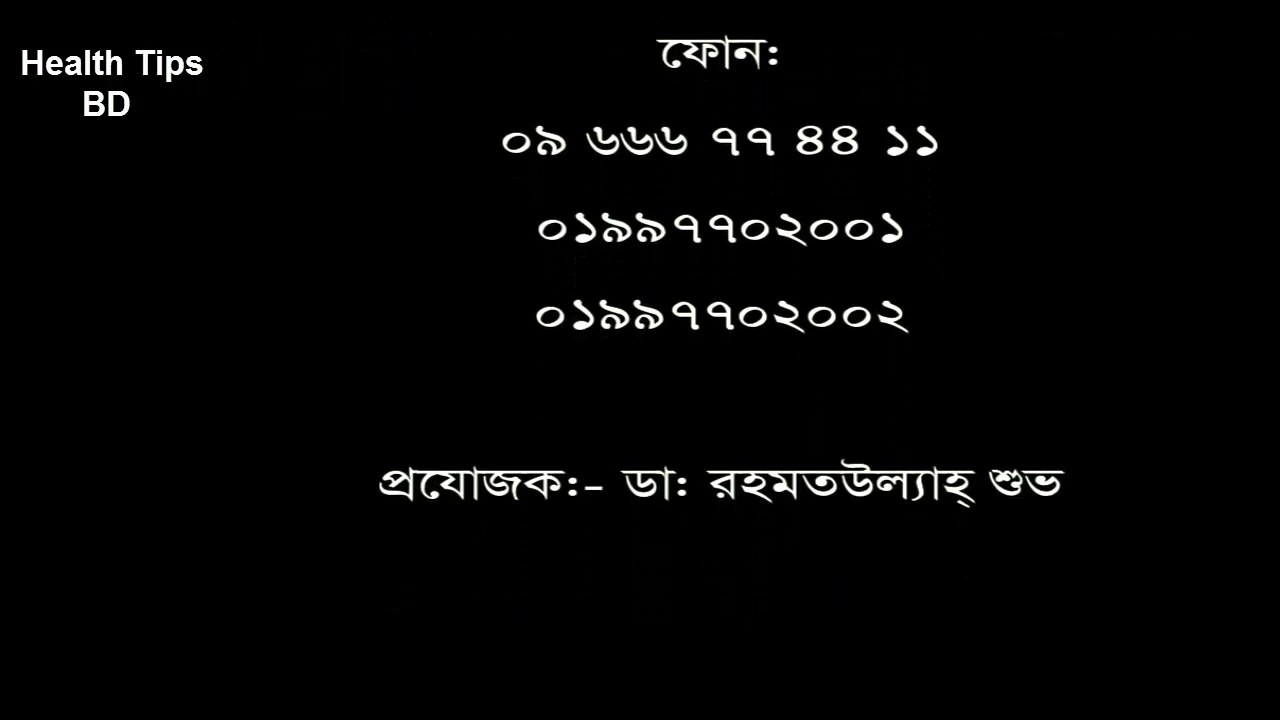 Health Tips
BD
ফোন:
০৯ ৬৬৬ ৭৭ ৪৪ ১১
০১৯৯৭৭০২০০১
০১৯৯৭৭০২০০২
প্রযোজক:- ডা: রহমতউল্যাহ্ শুভ